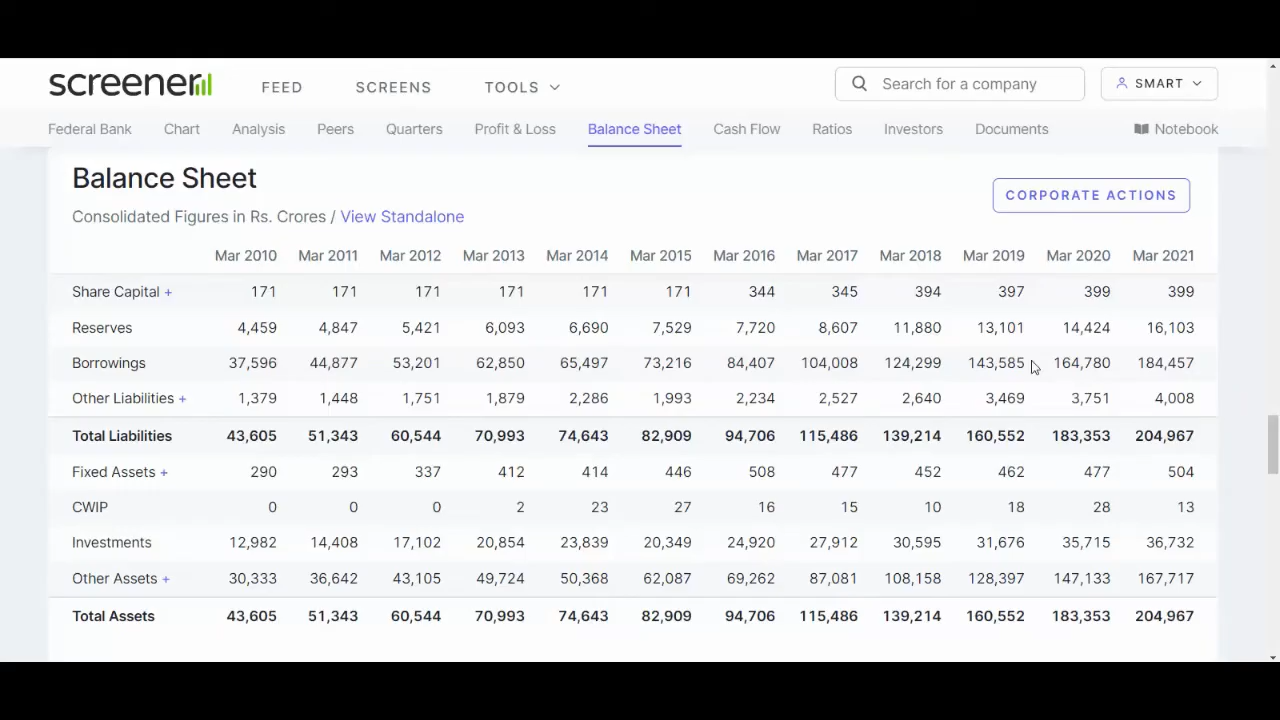 screener
FEED SCREENS TOOLS Search for a company SMART
Federal Bank Chart Analysis Peers Quarters Profit & Loss Balance Sheet Cash Flow Ratios Investors Documents Notebook
Balance Sheet
CORPORATE ACTIONS
Consolidated Figures in Rs. Crores / View Standalone
Mar 2010 Mar 2011 Mar 2012 Mar 2013 Mar 2014 Mar 2015 Mar 2016 Mar 2017 Mar 2018 Mar 2019 Mar 2020 Mar 2021
Share Capital + 171 171 171 171 171 171 344 345 394 397 399 399
Reserves 4,459 4,847 5,421 6,093 6,690 7,529 7,720 8,607 11,880 13,101 14,424 16,103
Borrowings 37,596 44,877 53,201 62,850 65,497 73,216 84,407 104,008 124,299 143,585 164,780 184,457
Other Liabilities + 1,379 1,448 1,751 1,879 2,286 1,993 2,234 2,527 2,640 3,469 3,751 4,008
Total Liabilities 43,605 51,343 60,544 70,993 74,643 82,909 94,706 115,486 139,214 160,552 183,353 204,967
Fixed Assets + 290 293 337 412 414 446 508 477 452 462 477 504
CWIP 0 0 0 2 23 27 16 15 10 18 28 13
Investments 12,982 14,408 17,102 20,854 23,839 20,349 24,920 27,912 30,595 31,676 35,715 36,732
Other Assets + 30,333 36,642 43,105 49,724 50,368 62,087 69,262 87,081 108,158 128,397 147,133 167,717
Total Assets 43,605 51,343 60,544 70,993 74,643 82,909 94,706 115,486 139,214 160,552 183,353 204,967